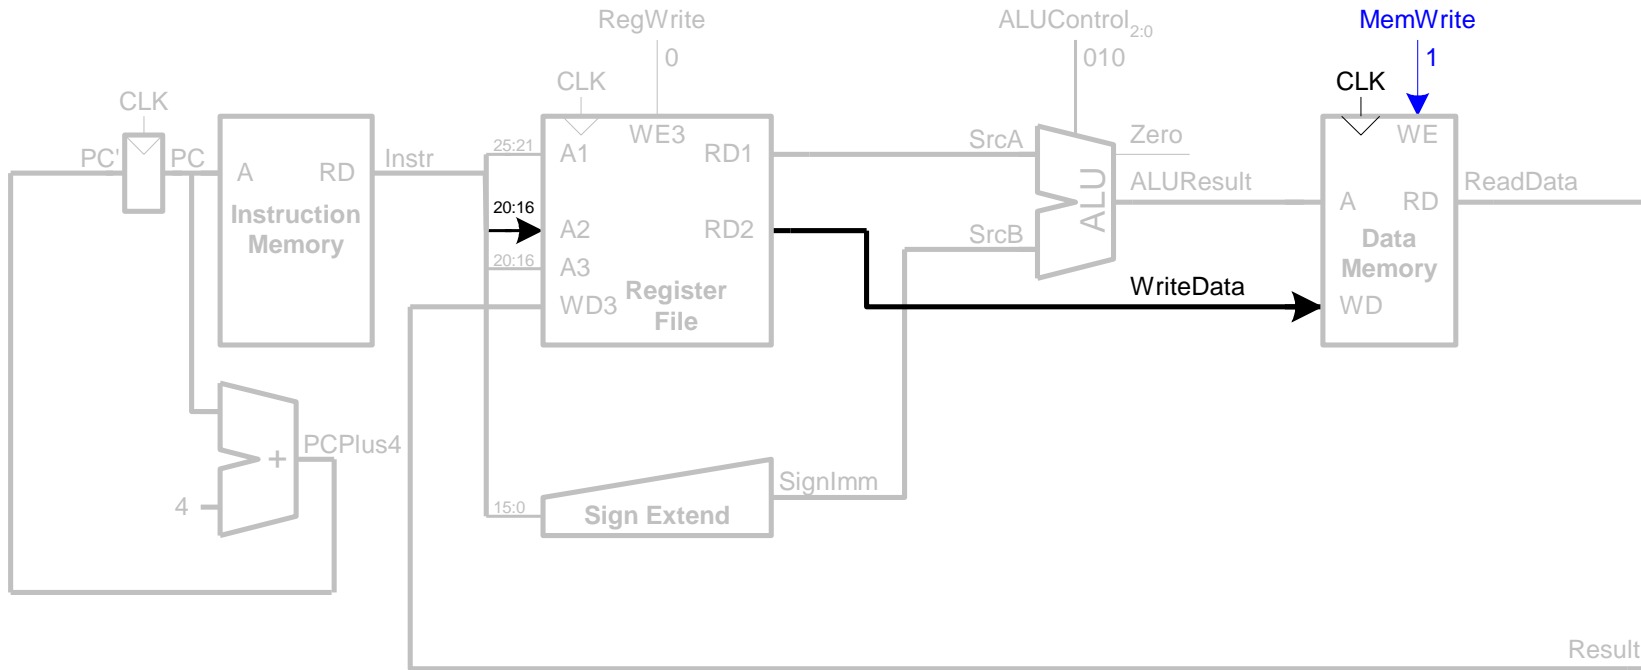 RegWrite
ALUControl2:0
MemWrite
0
010
1
CLK
CLK
CLK
PC'
PC
A
RD
Instruction
Memory
Instr
25:21
20:16
20:16
A1
A2
A3
WD3
WE3
RD1
RD2
Register
File
SrcA
SrcB
ALU
Zero
ALUResult
WriteData
WE
A
RD
Data
Memory
WD
ReadData
4
+
PCPlus4
15:0
Sign Extend
SignImm
Result